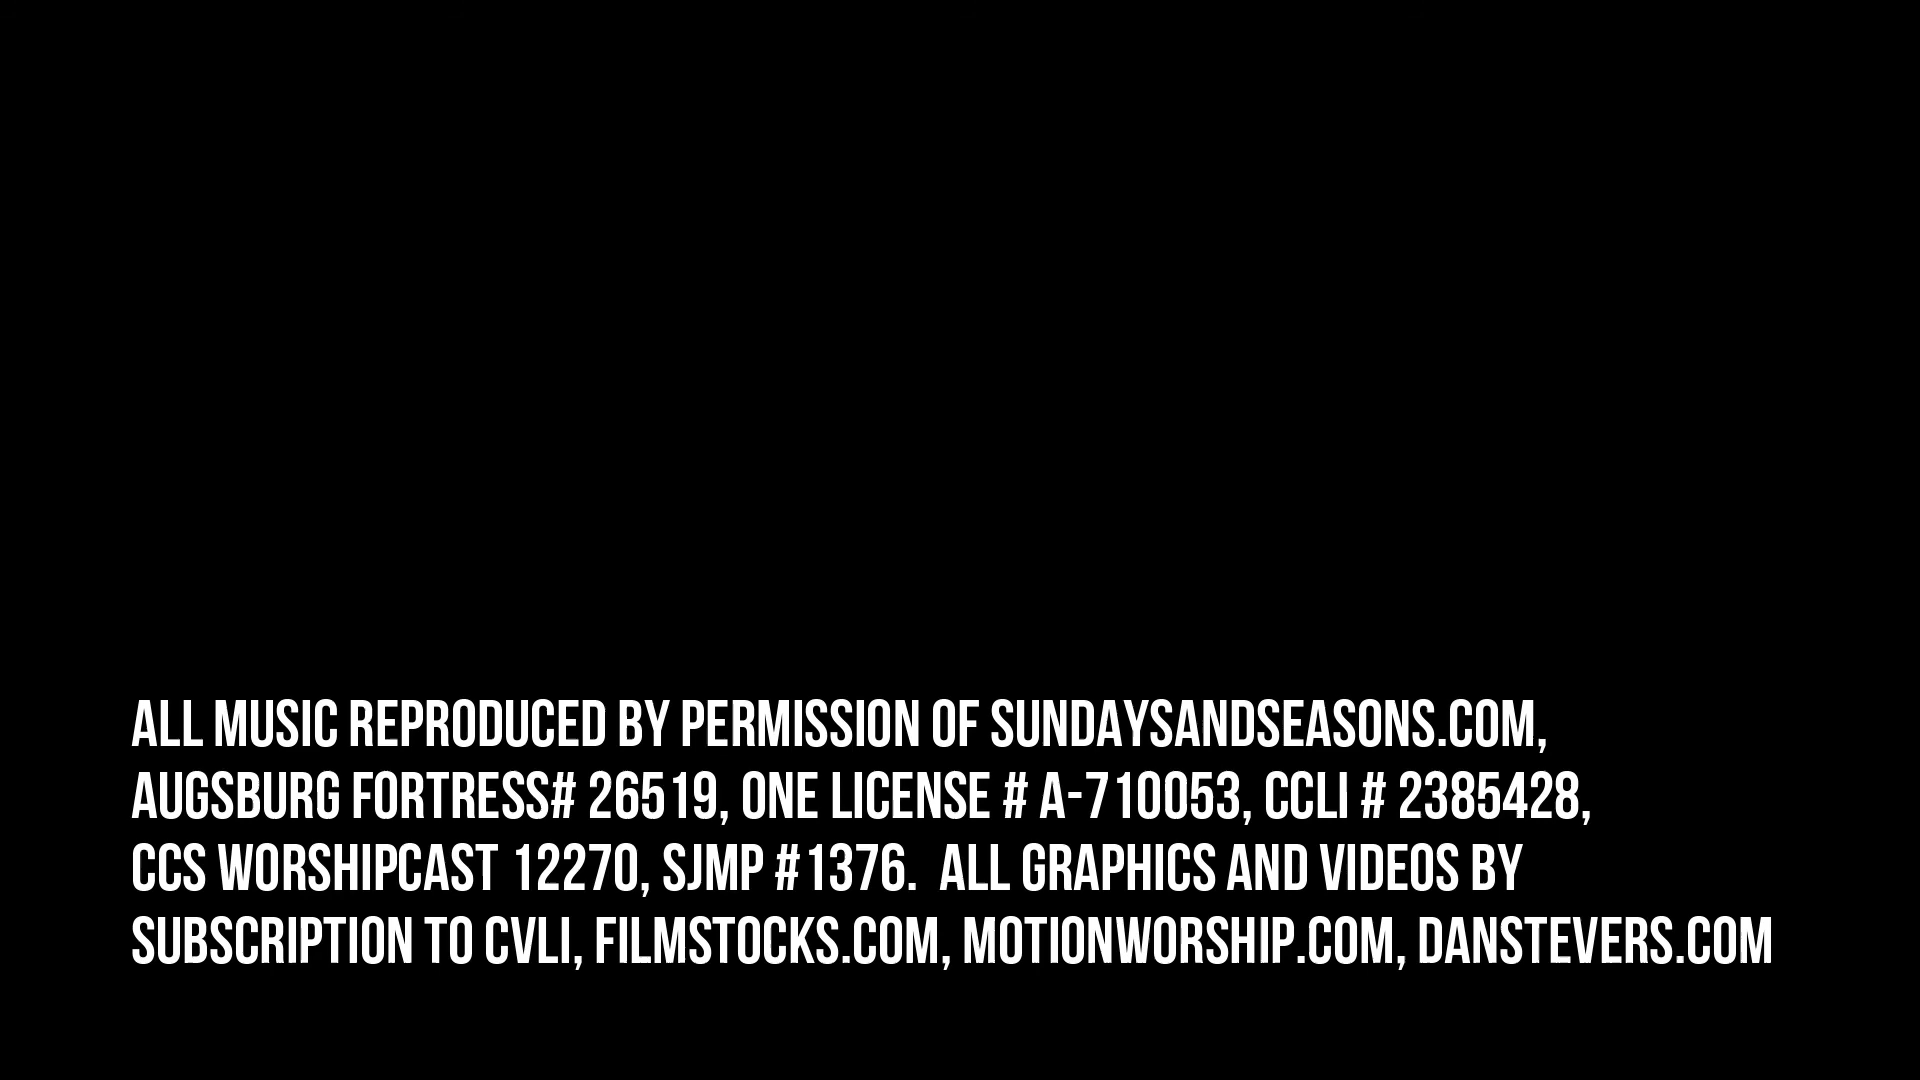 ALL MUSIC REPRODUCED BY PERMISSION OF SUNDAYSANDSEASONS.COM,
AUGSBURG FORTRESS# 26519, ONE LICENSE # A-710053, CCLI # 2385428,
CCS WORSHIPCAST 12270, SJMP #1376.  ALL GRAPHICS AND VIDEOS BY
SUBSCRIPTION TO CVLI, FILMSTOCKS.COM, MOTIONWORSHIP.COM, DANSTEVERS.COM